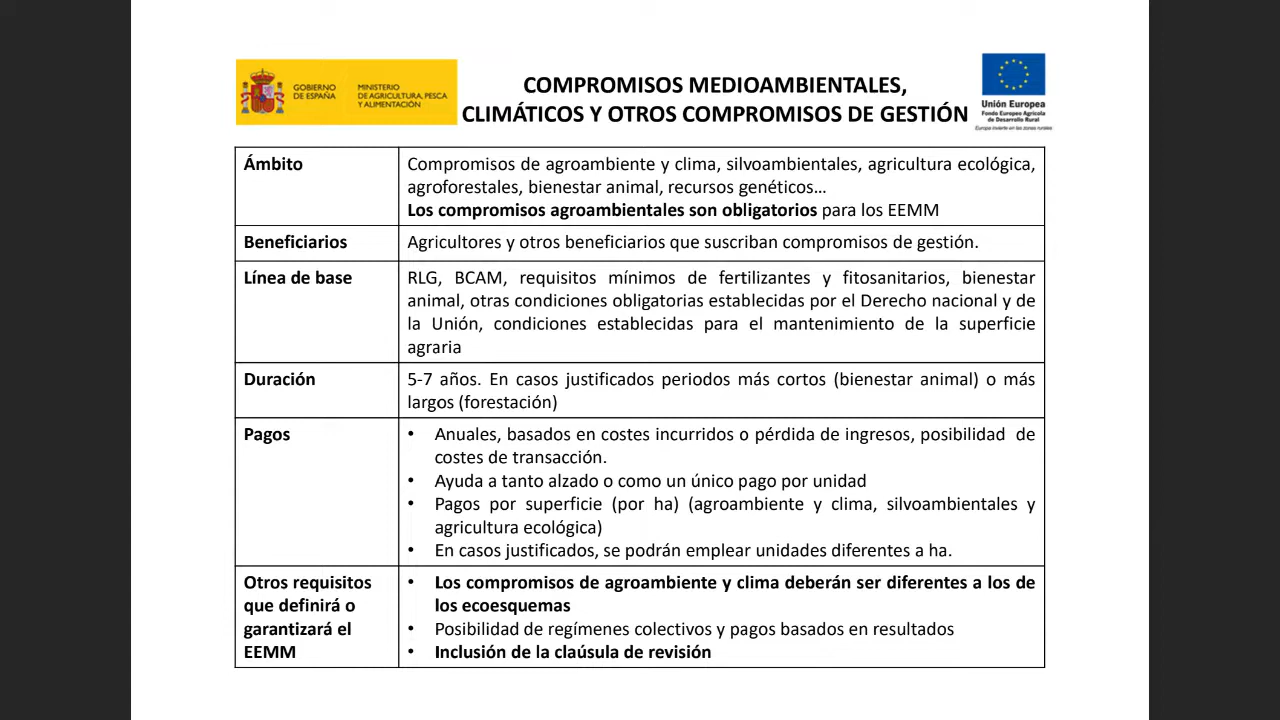 GOBIERNO
DE ESPAÑA
MINISTERIO
DE AGRICULTURA, PESCA
Y ALIMENTACIÓN
COMPROMISOS MEDIOAMBIENTALES,
CLIMÁTICOS Y OTROS COMPROMISOS DE GESTIÓN
Unión Europea
Fondo Europeo Agrícola
de Desarrollo Rural
Europa invierte en las zonas rurales
Ámbito
Compromisos de agroambiente y clima, silvoambientales, agricultura ecológica,
agroforestales, bienestar animal, recursos genéticos…
Los compromisos agroambientales son obligatorios para los EEMM
Beneficiarios
Agricultores y otros beneficiarios que suscriban compromisos de gestión.
Línea de base
RLG, BCAM, requisitos mínimos de fertilizantes y fitosanitarios, bienestar
animal, otras condiciones obligatorias establecidas por el Derecho nacional y de
la Unión, condiciones establecidas para el mantenimiento de la superficie
agraria
Duración
5-7 años. En casos justificados periodos más cortos (bienestar animal) o más
largos (forestación)
Pagos
• Anuales, basados en costes incurridos o pérdida de ingresos, posibilidad de
costes de transacción.
• Ayuda a tanto alzado o como un único pago por unidad
• Pagos por superficie (por ha) (agroambiente y clima, silvoambientales y
agricultura ecológica)
• En casos justificados, se podrán emplear unidades diferentes a ha.
Otros requisitos
que definirá o
garantizará el
EEMM
• Los compromisos de agroambiente y clima deberán ser diferentes a los de
los ecoesquemas
• Posibilidad de regímenes colectivos y pagos basados en resultados
• Inclusión de la claúsula de revisión